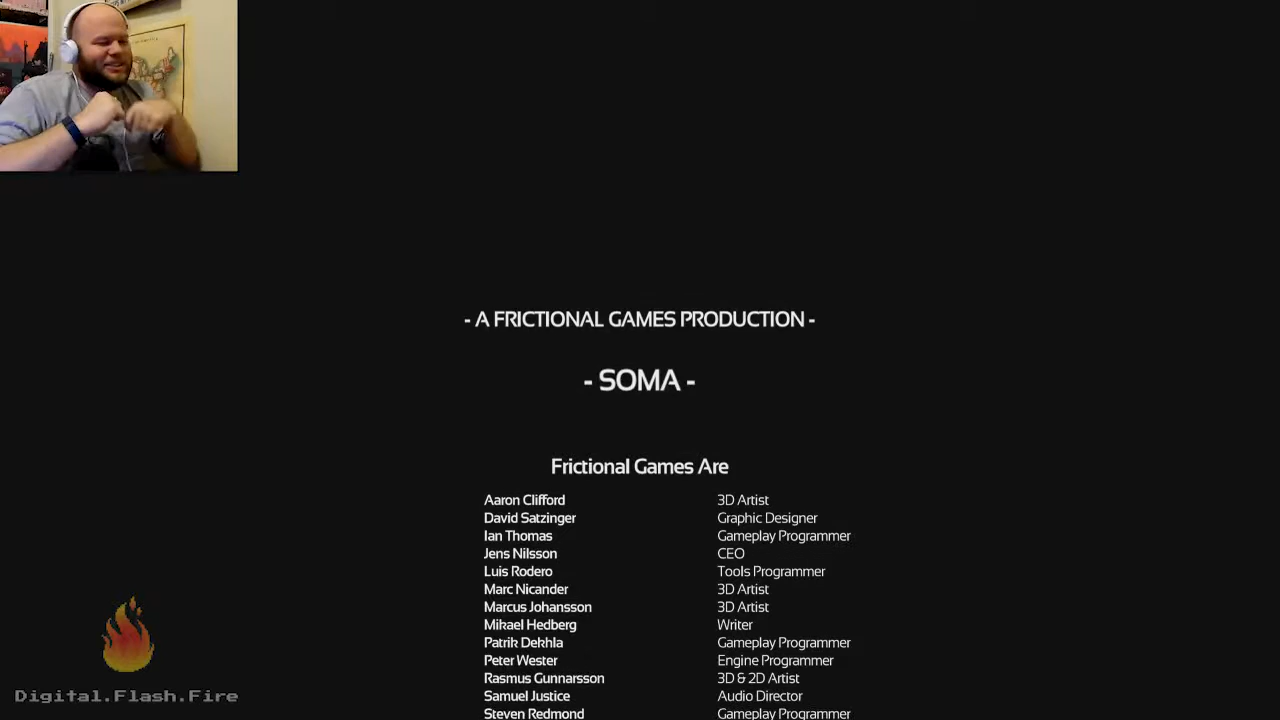 - A FRICTIONAL GAMES PRODUCTION -
- SOMA -
Frictional Games Are
Aaron Clifford 3D Artist
David Satzinger Graphic Designer
Ian Thomas Gameplay Programmer
Jens Nilsson CEO
Luis Rodero Tools Programmer
Marc Nicander 3D Artist
Marcus Johansson 3D Artist
Mikael Hedberg Writer
Patrik Dekhla Gameplay Programmer
Peter Wester Engine Programmer
Rasmus Gunnarsson 3D & 2D Artist
Samuel Justice Audio Director
Steven Redmond Gameplay Programmer
Digital.Flash.Fire